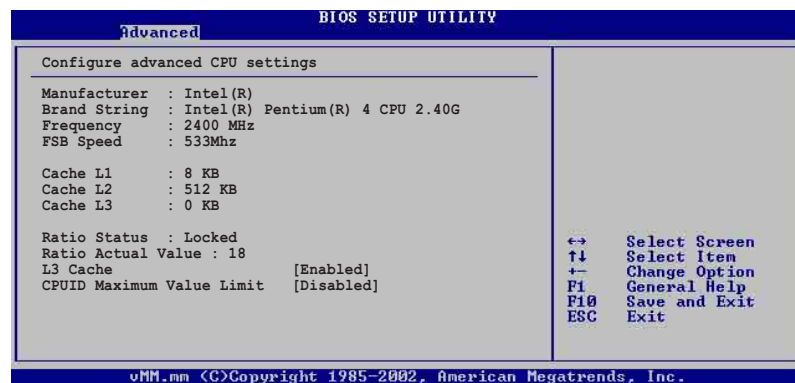 BIOS SETUP UTILITY
Advanced
Configure advanced CPU settings
Manufacturer : Intel(R)
Brand String : Intel(R) Pentium(R) 4 CPU 2.40G
Frequency : 2400 MHz
FSB Speed : 533Mhz
Cache L1 : 8 KB
Cache L2 : 512 KB
Cache L3 : 0 KB
Ratio Status : Locked
Ratio Actual Value : 18
L3 Cache [Enabled]
CPUID Maximum Value Limit [Disabled]
←→ Select Screen
↑↓ Select Item
+- Change Option
F1 General Help
F10 Save and Exit
ESC Exit
vMM.mm (C)Copyright 1985-2002, American Megatrends, Inc.